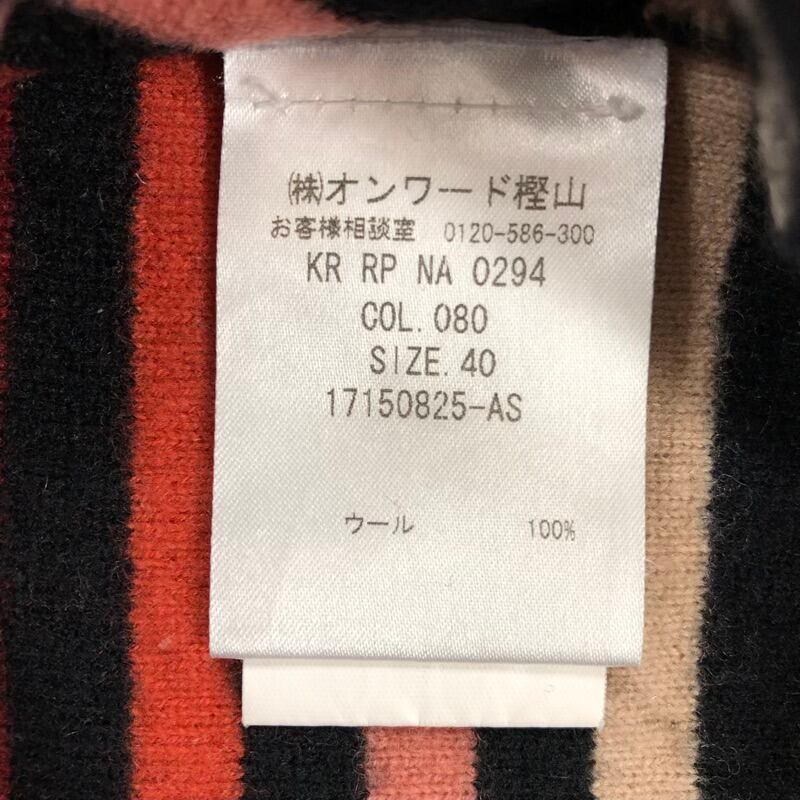 ㈱オンワード樫山
お客様相談室 0120-586-300
KR RP NA 0294
COL.080
SIZE.40
17150825-AS
ウール 100%